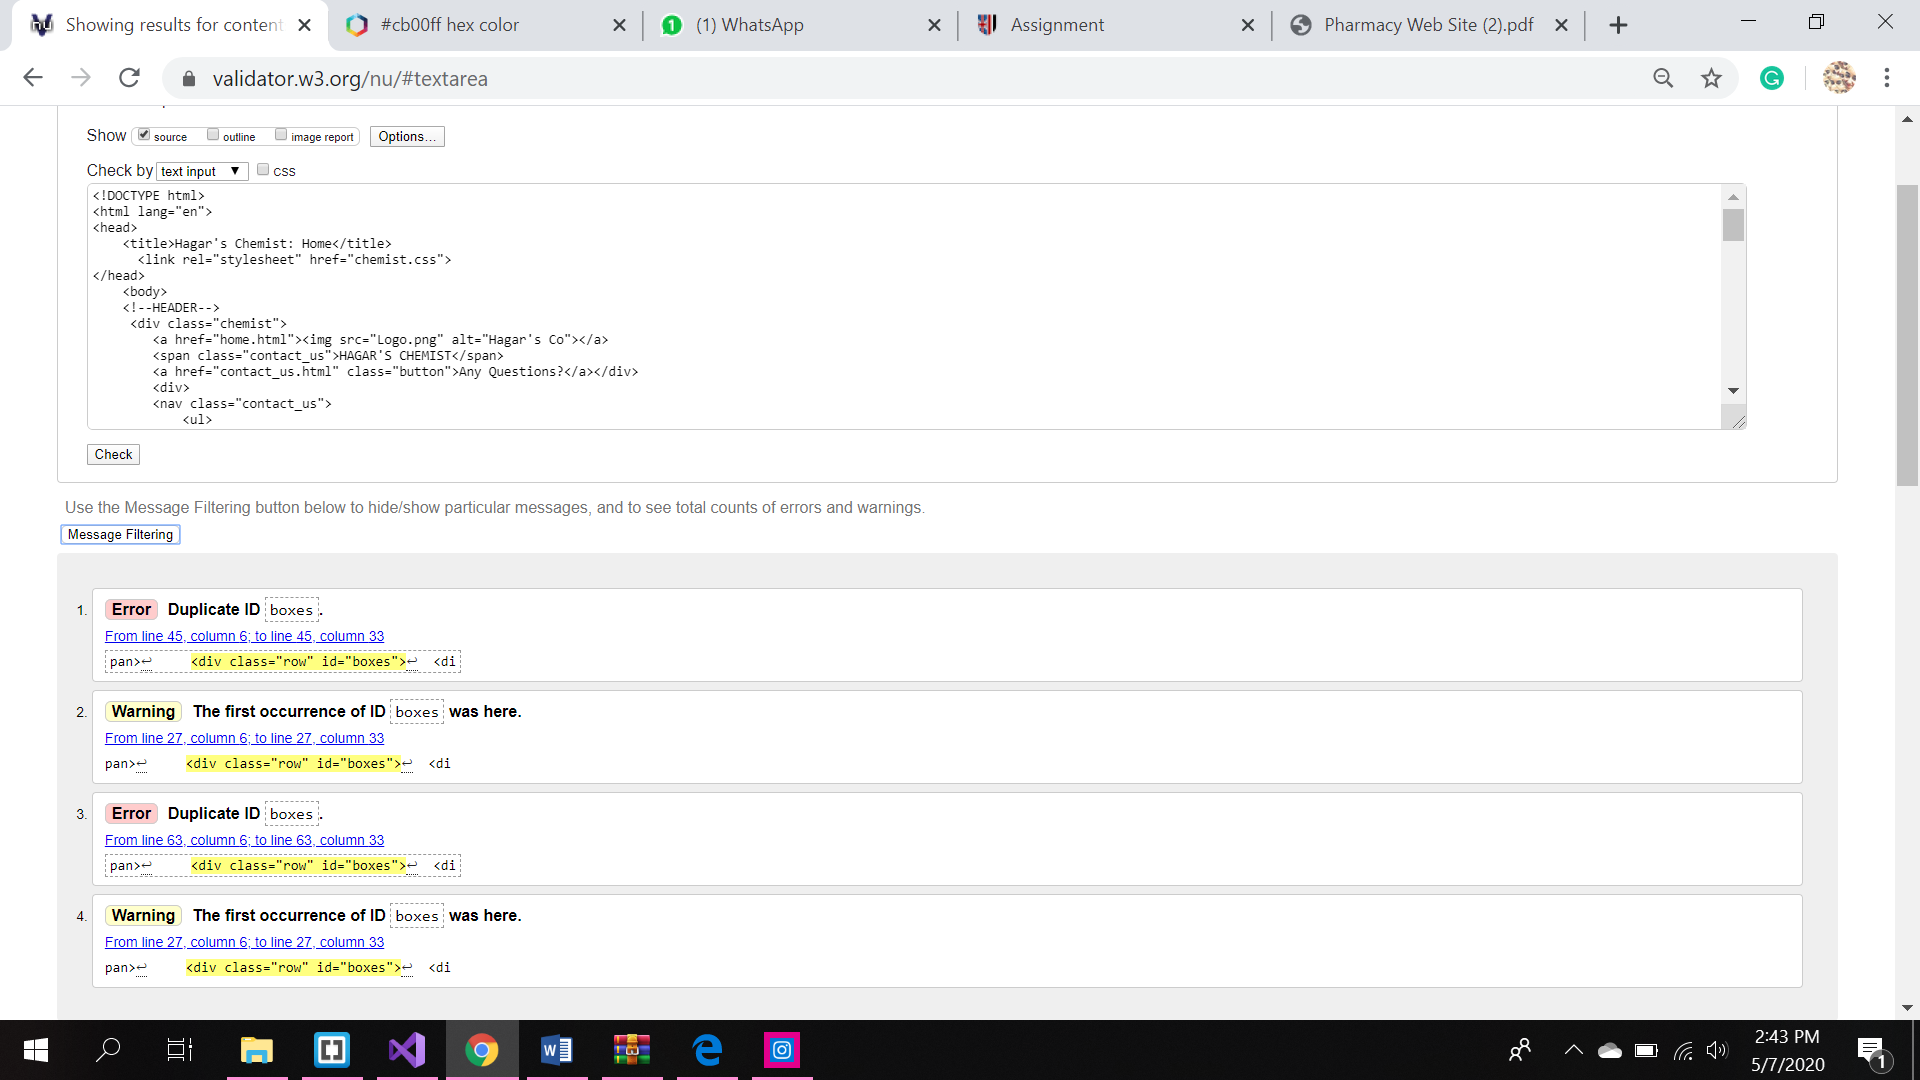 Showing results for content
#cb00ff hex color
(1) WhatsApp
Assignment
Pharmacy Web Site (2).pdf
validator.w3.org/nu/#textarea
Show source outline image report Options...
Check by text input css
<!DOCTYPE html>
<html lang="en">
<head>
<title>Hagar's Chemist: Home</title>
<link rel="stylesheet" href="chemist.css">
</head>
<body>
<!--HEADER-->
<div class="chemist">
<a href="home.html"><img src="Logo.png" alt="Hagar's Co"></a>
<span class="contact_us">HAGAR'S CHEMIST</span>
<a href="contact_us.html" class="button">Any Questions?</a></div>
<div>
<nav class="contact_us">
<ul>
Check
Use the Message Filtering button below to hide/show particular messages, and to see total counts of errors and warnings.
Message Filtering
1. Error Duplicate ID boxes.
From line 45, column 6; to line 45, column 33
pan>↩ <div class="row" id="boxes">↩ <di
2. Warning The first occurrence of ID boxes was here.
From line 27, column 6; to line 27, column 33
pan>↩ <div class="row" id="boxes">↩ <di
3. Error Duplicate ID boxes.
From line 63, column 6; to line 63, column 33
pan>↩ <div class="row" id="boxes">↩ <di
4. Warning The first occurrence of ID boxes was here.
From line 27, column 6; to line 27, column 33
pan>↩ <div class="row" id="boxes">↩ <di
2:43 PM
5/7/2020
1